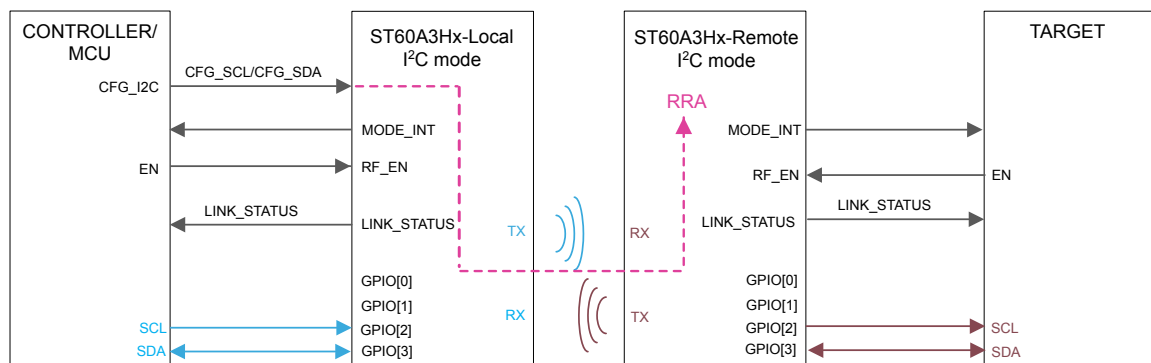 CONTROLLER/
MCU
CFG_I2C
EN
SCL
SDA
CFG_SCL/CFG_SDA
LINK_STATUS
ST60A3Hx-Local
I²C mode
MODE_INT
RF_EN
LINK_STATUS
TX
GPIO[0]
GPIO[1]
RX
GPIO[2]
GPIO[3]
ST60A3Hx-Remote
I²C mode
RRA
MODE_INT
RF_EN
RX
LINK_STATUS
GPIO[0]
GPIO[1]
TX
GPIO[2]
GPIO[3]
LINK_STATUS
TARGET
EN
SCL
SDA